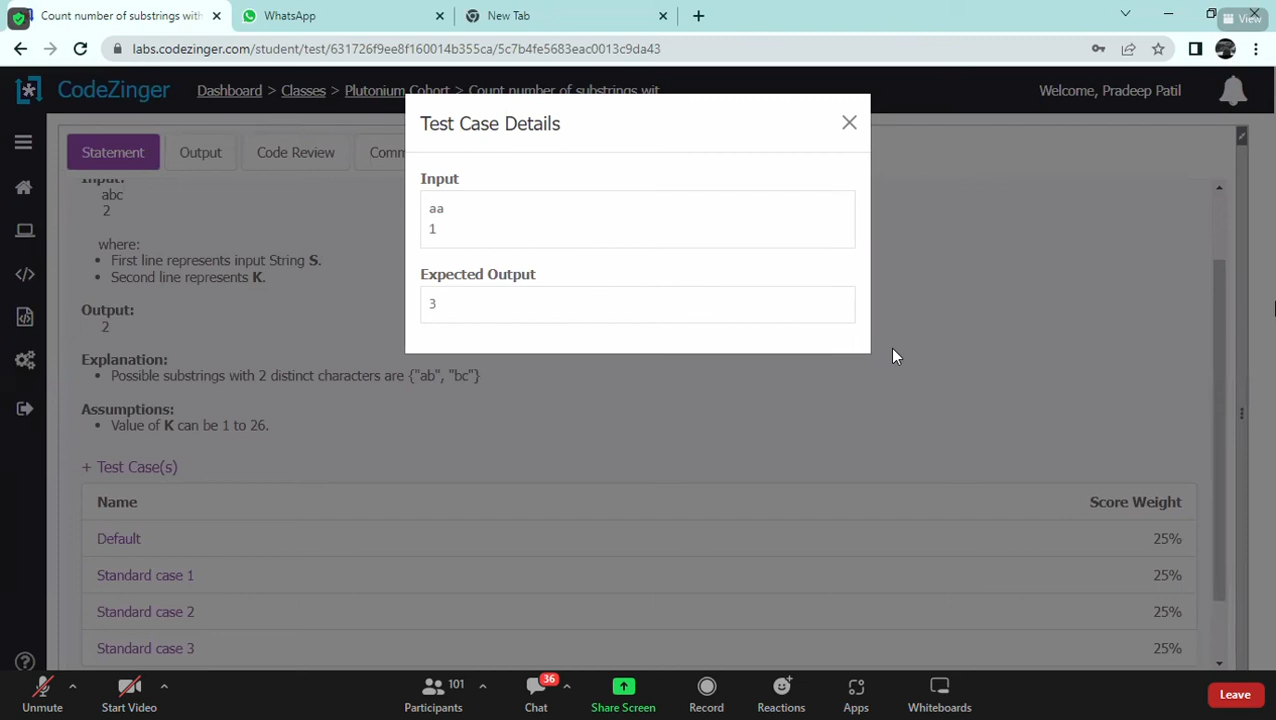 Count number of substrings with
WhatsApp
New Tab
View
labs.codezinger.com/student/test/631726f9ee8f160014b355ca/5c7b4fe5683eac0013c9da43
CodeZinger
Dashboard > Classes > Plutonium Cohort > Count number of substrings wit
Welcome, Pradeep Patil
Statement
Output
Code Review
Comm
Test Case Details
Input
aa
1
Expected Output
3
Input:
abc
2
where:
• First line represents input String S.
• Second line represents K.
Output:
2
Explanation:
• Possible substrings with 2 distinct characters are {"ab", "bc"}
Assumptions:
• Value of K can be 1 to 26.
+ Test Case(s)
Name Score Weight
Default 25%
Standard case 1 25%
Standard case 2 25%
Standard case 3 25%
Unmute
Start Video
101
Participants
36
Chat
Share Screen
Record
Reactions
Apps
Whiteboards
Leave